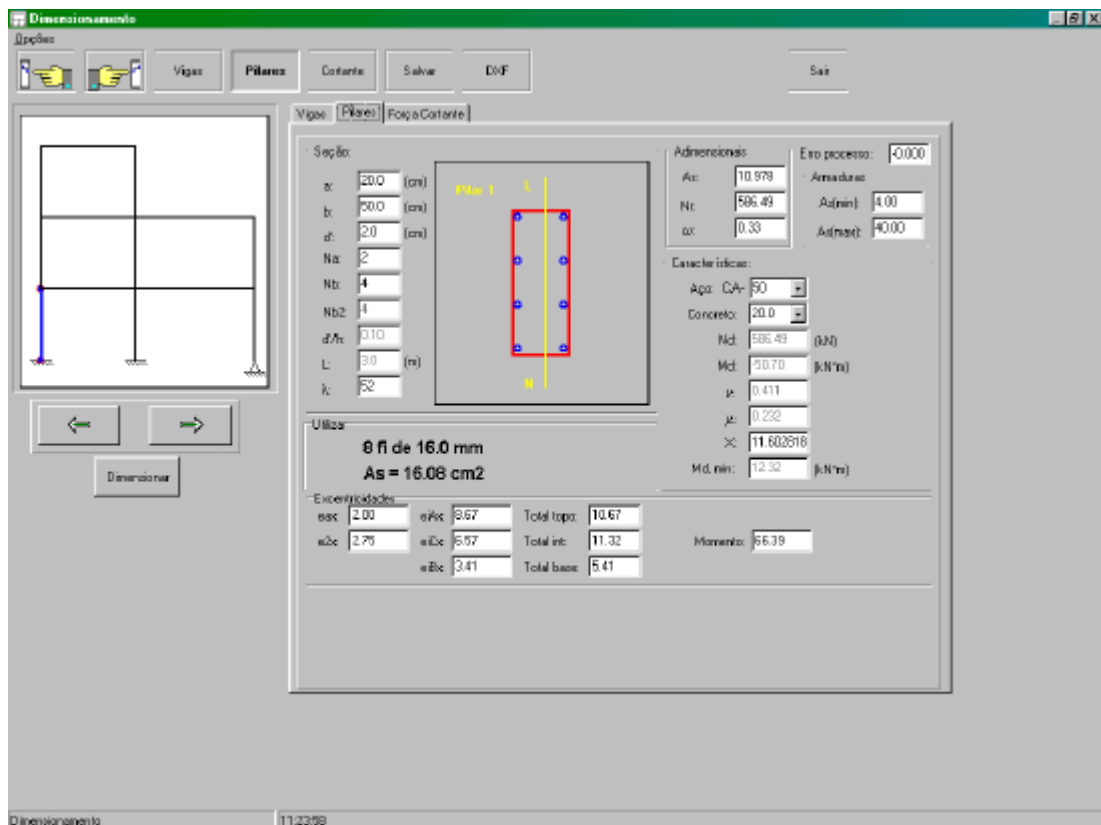 Dimensionamento
Opções
Vigas Pilares Cortante Salvar DXF Sair
Vigas Pilares Força Cortante
Seção:
a: 20.0 (cm)
b: 50.0 (cm)
d': 2.0 (cm)
Na: 2
Nb: 4
Nb2: 4
d'/h: 0.10
L: 3.0 (m)
λ: 52
Pilar 1 L
N
Adimensionais
As: 10.978
Nr: 586.49
α: 0.33
Erro processo: -0.000
Armaduras
As(min): 4.00
As(max): 40.00
Características:
Aço: CA- 50
Concreto: 20.0
Nd: 586.49 (kN)
Md: -50.70 (kN*m)
0.411
μ: 0.232
X: 11.602818
Md. min: 12.32 (kN*m)
Dimensionar
Utilizar
8 fi de 16.0 mm
As = 16.08 cm2
Excentricidades
eax: 2.00 eiAx: 8.67 Total topo: 10.67
e2x: 2.75 eiCx: 6.57 Total int: 11.32 Momento: 66.39
eiBx: 3.41 Total base: 5.41
Dimensionamento 11:23:58